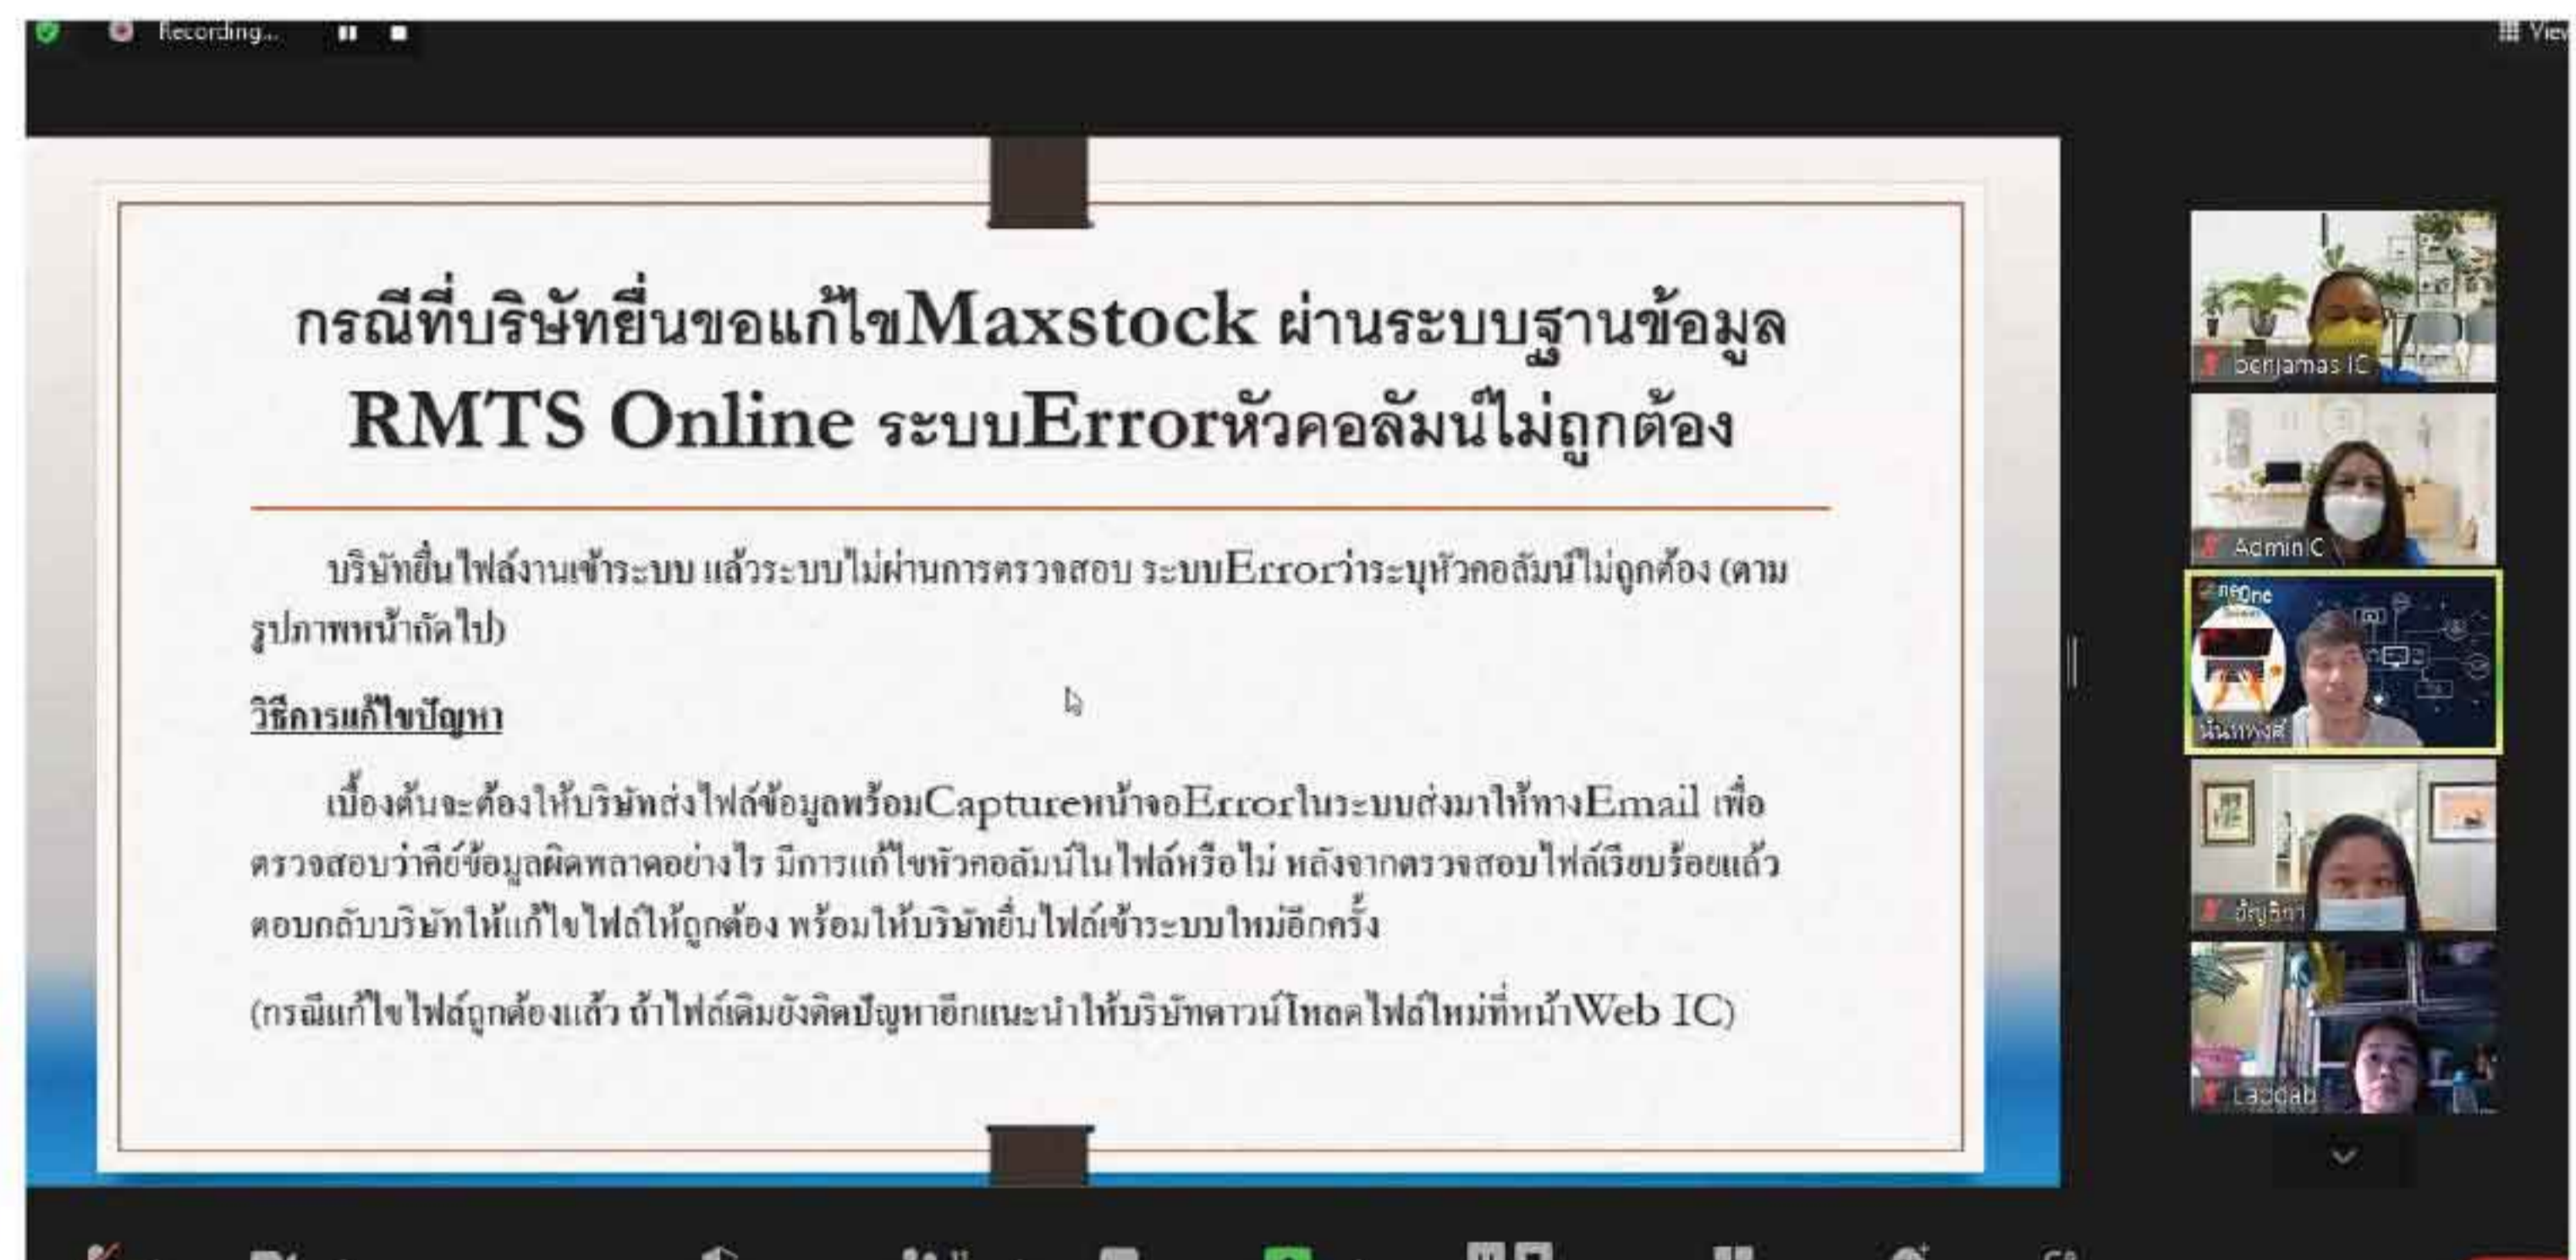 Recording...
View
กรณีที่บริษัทยื่นขอแก้ไขMaxstock ผ่านระบบฐานข้อมูล
RMTS Online ระบบErrorหัวคอลัมน์ไม่ถูกต้อง
บริษัทยื่นไฟล์งานเข้าระบบ แล้วระบบไม่ผ่านการตรวจสอบ ระบบErrorว่าระบุหัวคอลัมน์ไม่ถูกต้อง (ตาม
รูปภาพหน้าถัดไป)
วิธีการแก้ไขปัญหา
เบื้องต้นจะต้องให้บริษัทส่งไฟล์ข้อมูลพร้อมCaptureหน้าจอErrorในระบบส่งมาให้ทางEmail เพื่อ
ตรวจสอบว่าคีย์ข้อมูลผิดพลาดอย่างไร มีการแก้ไขหัวคอลัมน์ในไฟล์หรือไม่ หลังจากตรวจสอบไฟล์เรียบร้อยแล้ว
ตอบกลับบริษัทให้แก้ไขไฟล์ให้ถูกต้อง พร้อมให้บริษัทยื่นไฟล์เข้าระบบใหม่อีกครั้ง
(กรณีแก้ไขไฟล์ถูกต้องแล้ว ถ้าไฟล์เดิมยังติดปัญหาอีกแนะนำให้บริษัทดาวน์โหลดไฟล์ใหม่ที่หน้าWeb IC)
benjamas IC
AdminIC
นันทพงศ์
Laddab